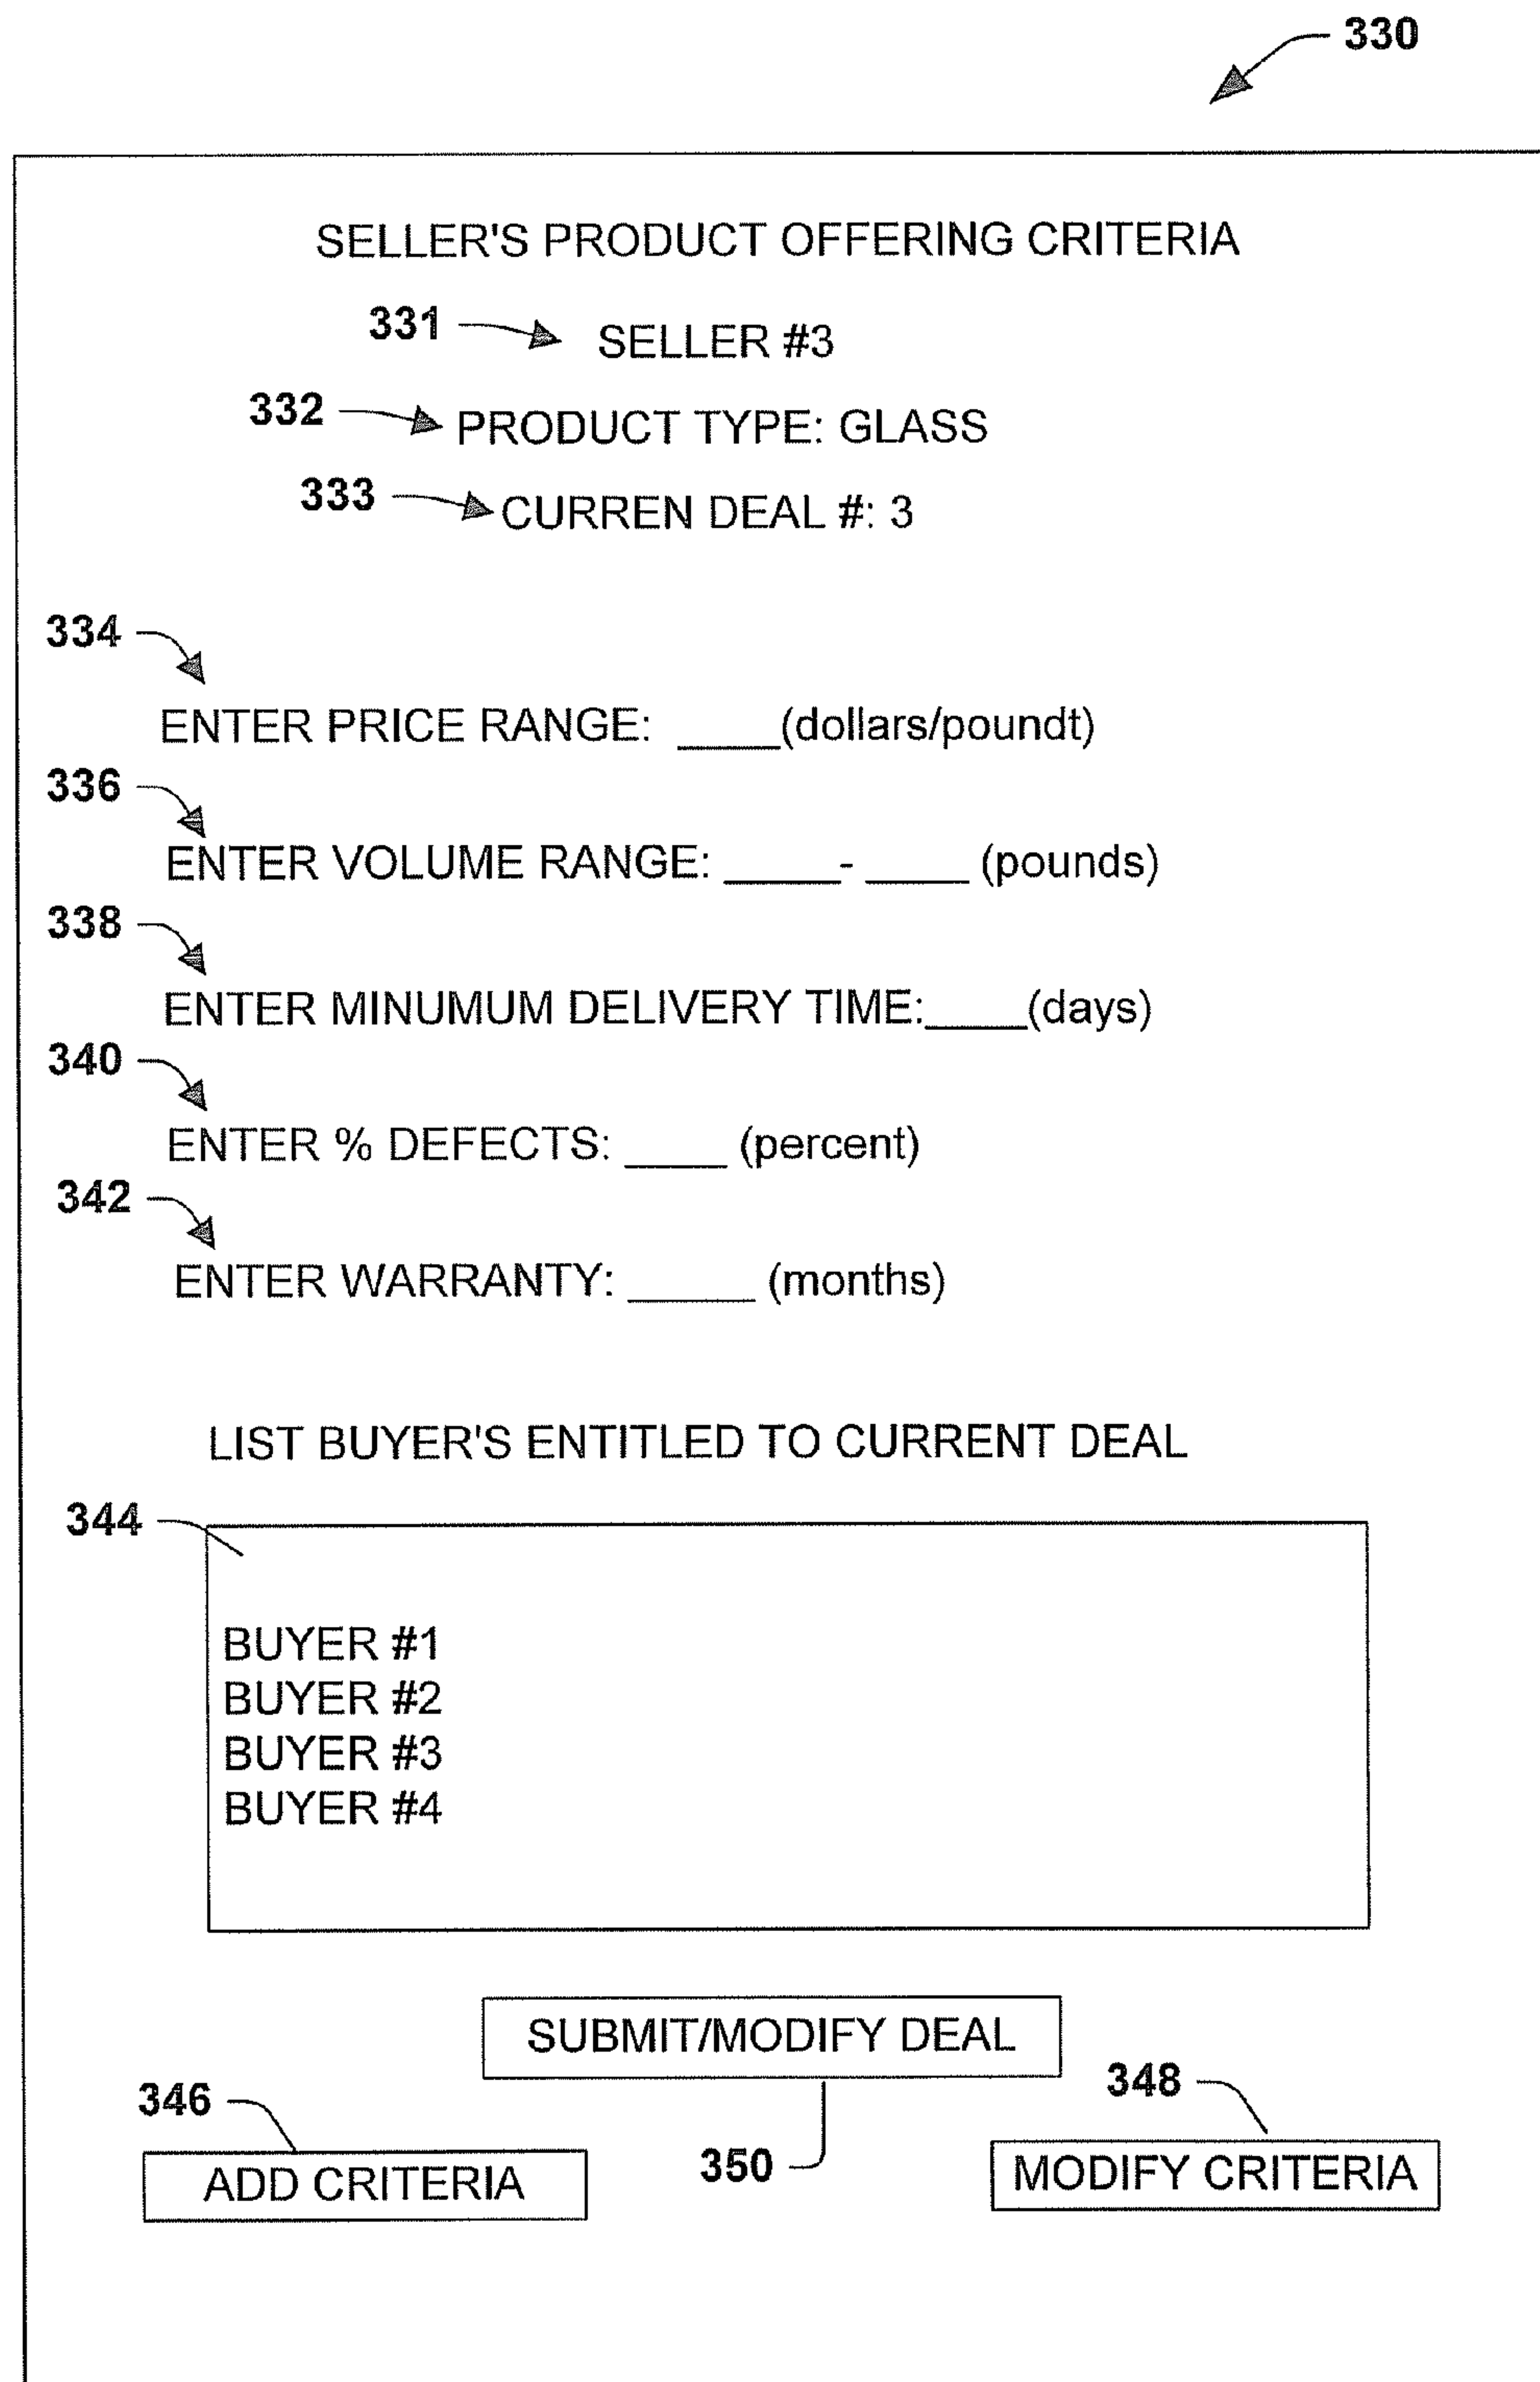 330
SELLER'S PRODUCT OFFERING CRITERIA
331 SELLER #3
332 PRODUCT TYPE: GLASS
333 CURREN DEAL #: 3
334
ENTER PRICE RANGE: ____(dollars/poundt)
336
ENTER VOLUME RANGE: ____- ____ (pounds)
338
ENTER MINUMUM DELIVERY TIME:____(days)
340
ENTER % DEFECTS: ____ (percent)
342
ENTER WARRANTY: _____ (months)
LIST BUYER'S ENTITLED TO CURRENT DEAL
344
BUYER #1
BUYER #2
BUYER #3
BUYER #4
SUBMIT/MODIFY DEAL
346 350 348
ADD CRITERIA MODIFY CRITERIA